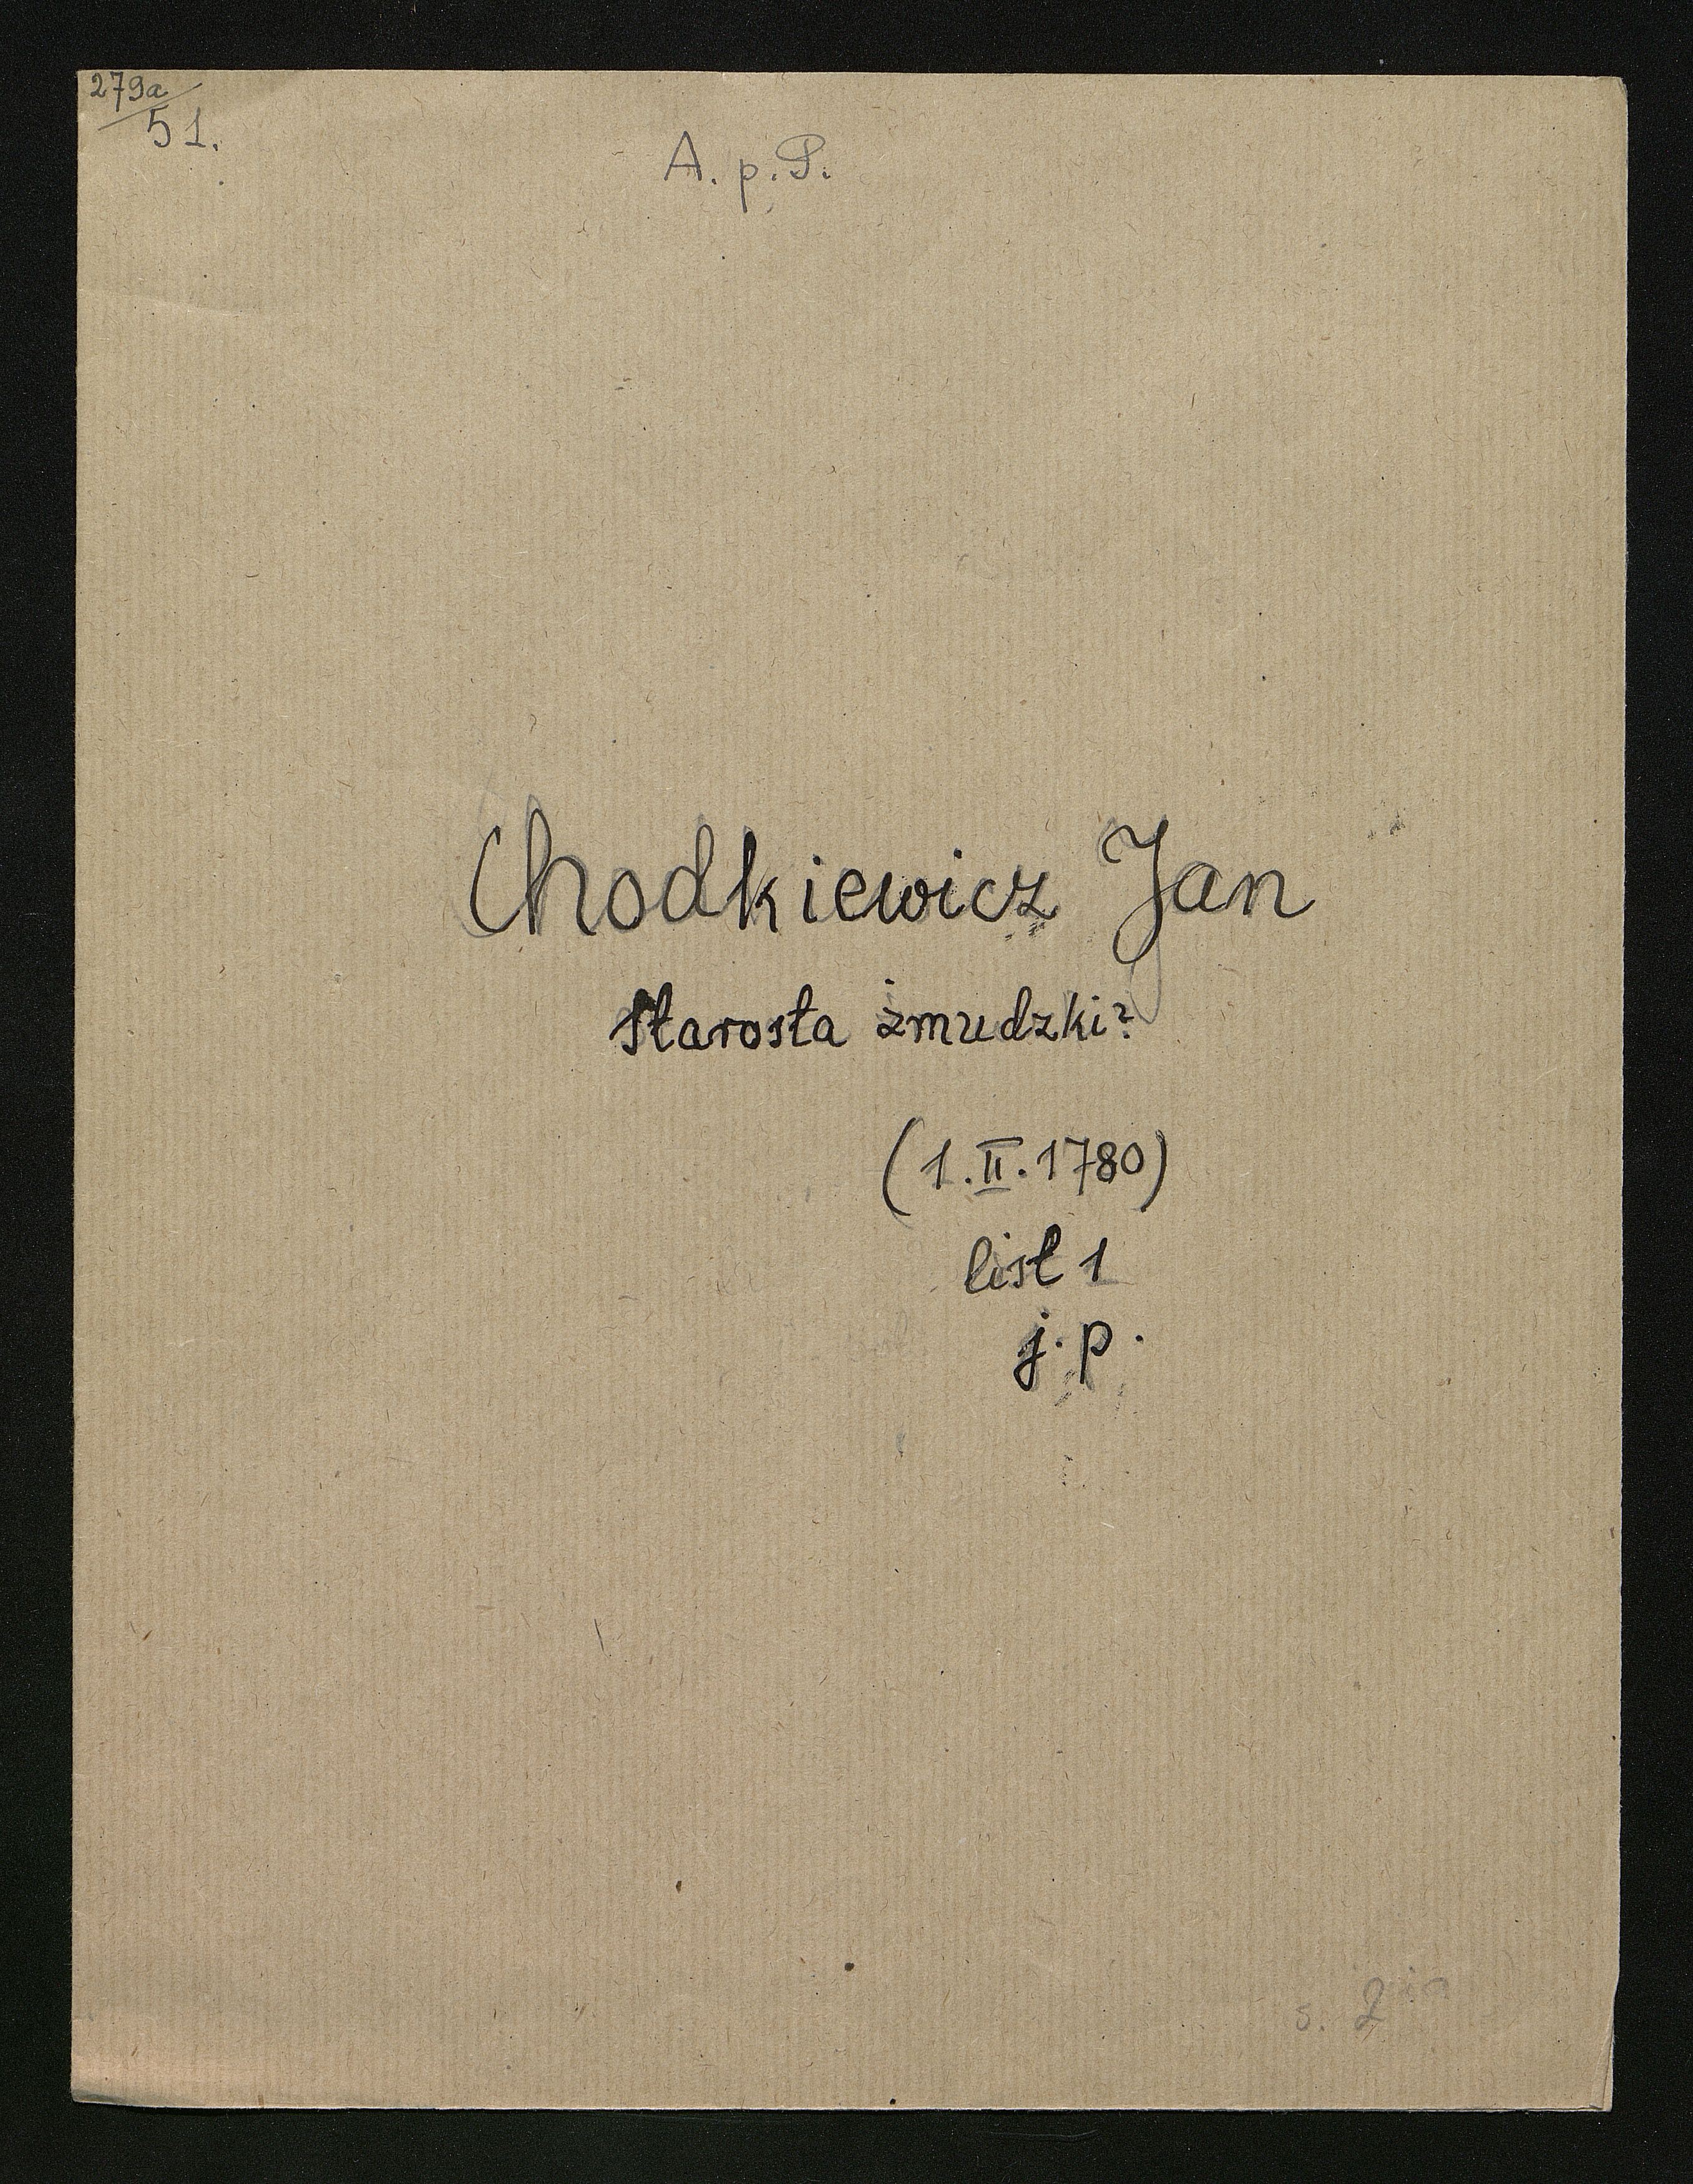 279a
51.
A. p. P.
Chodkiewicz Jan
Starosta żmudzki?
(1.II.1780)
list 1
j. p.
s. 2